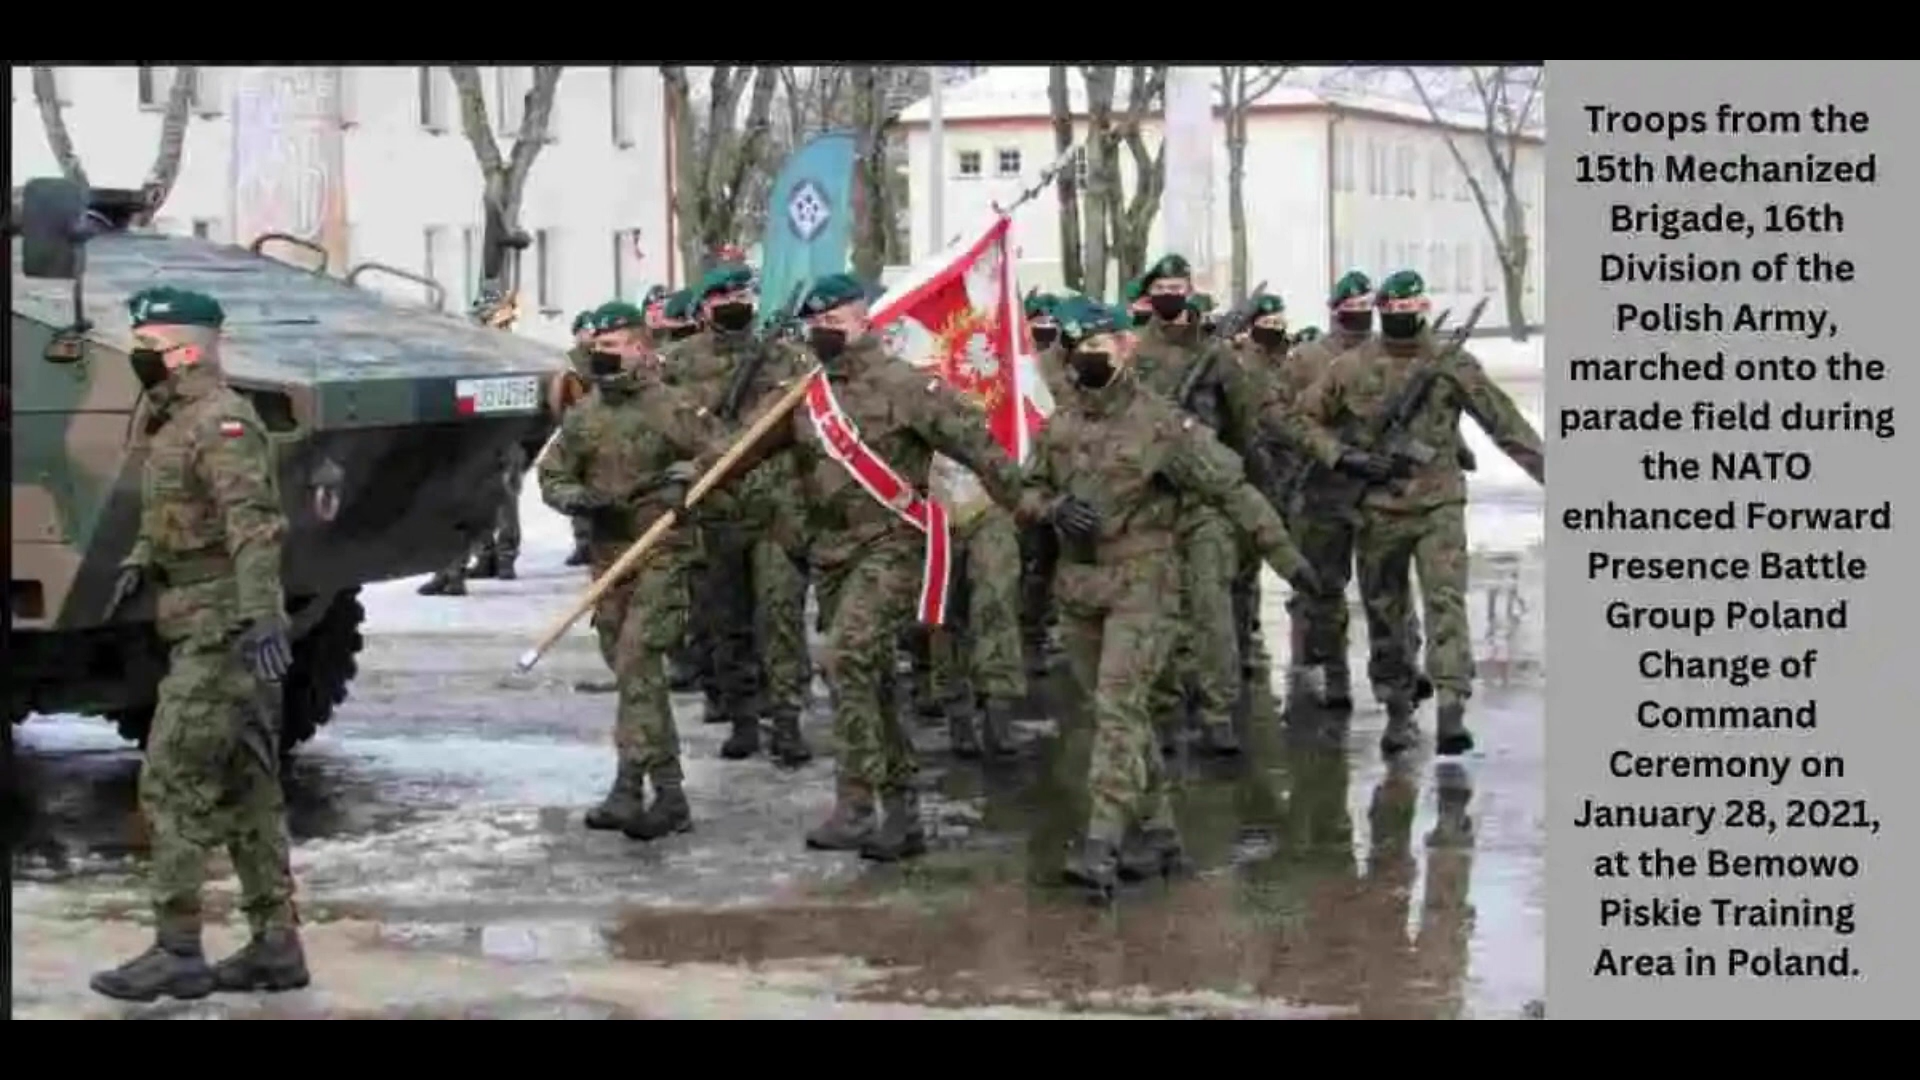 Troops from the
15th Mechanized
Brigade, 16th
Division of the
Polish Army,
marched onto the
parade field during
the NATO
enhanced Forward
Presence Battle
Group Poland
Change of
Command
Ceremony on
January 28, 2021,
at the Bemowo
Piskie Training
Area in Poland.